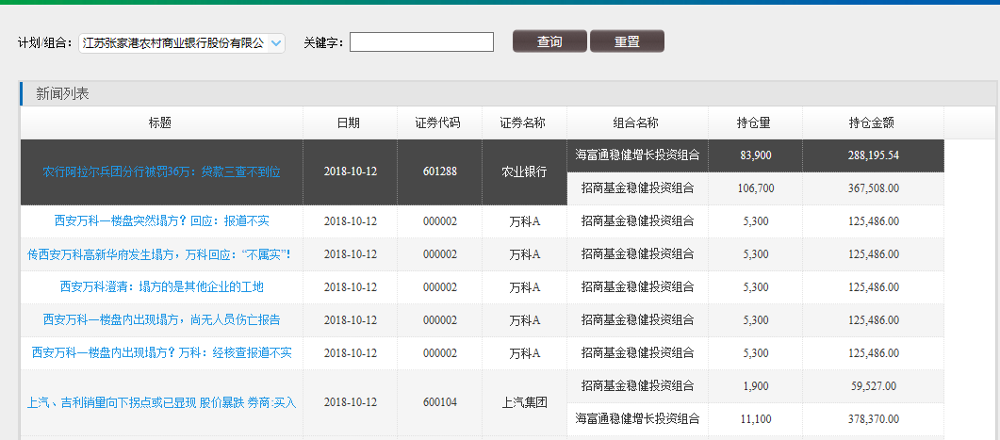 计划/组合： 江苏张家港农村商业银行股份有限公 关键字： 查询 重置
新闻列表
标题 日期 证券代码 证券名称 组合名称 持仓量 持仓金额
农行阿拉尔兵团分行被罚36万：贷款三查不到位 2018-10-12 601288 农业银行 海富通稳健增长投资组合 83,900 288,195.54
招商基金稳健投资组合 106,700 367,508.00
西安万科一楼盘突然塌方？回应：报道不实 2018-10-12 000002 万科A 招商基金稳健投资组合 5,300 125,486.00
传西安万科高新华府发生塌方，万科回应：“不属实”！ 2018-10-12 000002 万科A 招商基金稳健投资组合 5,300 125,486.00
西安万科澄清：塌方的是其他企业的工地 2018-10-12 000002 万科A 招商基金稳健投资组合 5,300 125,486.00
西安万科一楼盘内出现塌方，尚无人员伤亡报告 2018-10-12 000002 万科A 招商基金稳健投资组合 5,300 125,486.00
西安万科一楼盘内出现塌方？万科：经核查报道不实 2018-10-12 000002 万科A 招商基金稳健投资组合 5,300 125,486.00
上汽、吉利销量向下拐点或已显现 股价暴跌 券商:买入 2018-10-12 600104 上汽集团 招商基金稳健投资组合 1,900 59,527.00
海富通稳健增长投资组合 11,100 378,370.00